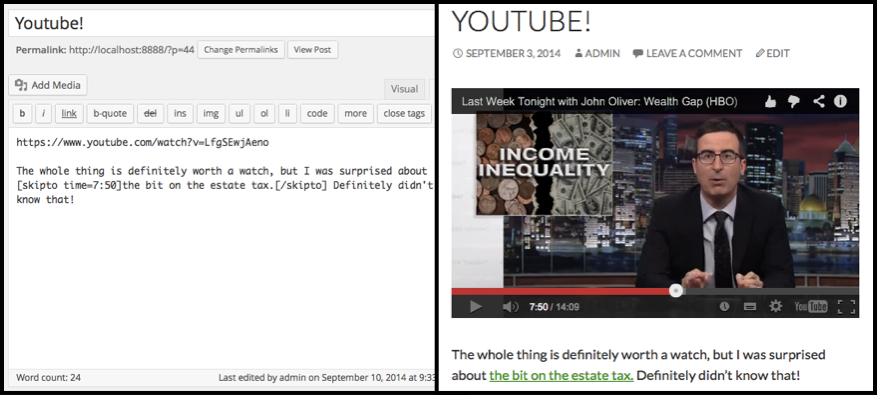 Youtube!
Permalink: http://localhost:8888/?p=44 Change Permalinks View Post
Add Media
Visual
b i link b-quote del ins img ul ol li code more close tags
https://www.youtube.com/watch?v=LfgSEwjAeno
The whole thing is definitely worth a watch, but I was surprised about
[skipto time=7:50]the bit on the estate tax.[/skipto] Definitely didn't
know that!
Word count: 24 Last edited by admin on September 10, 2014 at 9:33
YOUTUBE!
SEPTEMBER 3, 2014 ADMIN LEAVE A COMMENT EDIT
Last Week Tonight with John Oliver: Wealth Gap (HBO)
INCOME
INEQUALITY
7:50 / 14:09 YouTube
The whole thing is definitely worth a watch, but I was surprised
about the bit on the estate tax. Definitely didn’t know that!